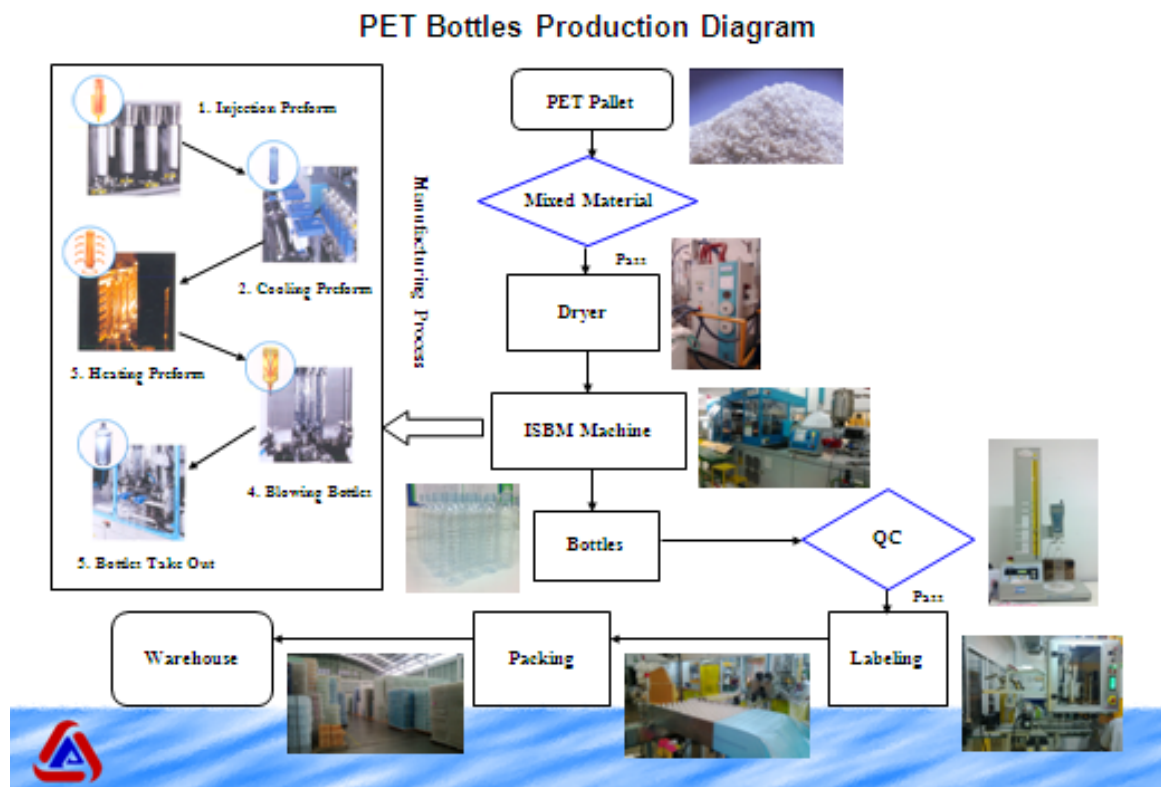 PET Bottles Production Diagram
1. Injection Preform
2. Cooling Preform
3. Heating Preform
4. Blowing Bottles
5. Bottles Take Out
Manufacturing Process
PET Pallet
Mixed Material
Pass
Dryer
ISBM Machine
Bottles
QC
Pass
Labeling
Packing
Warehouse